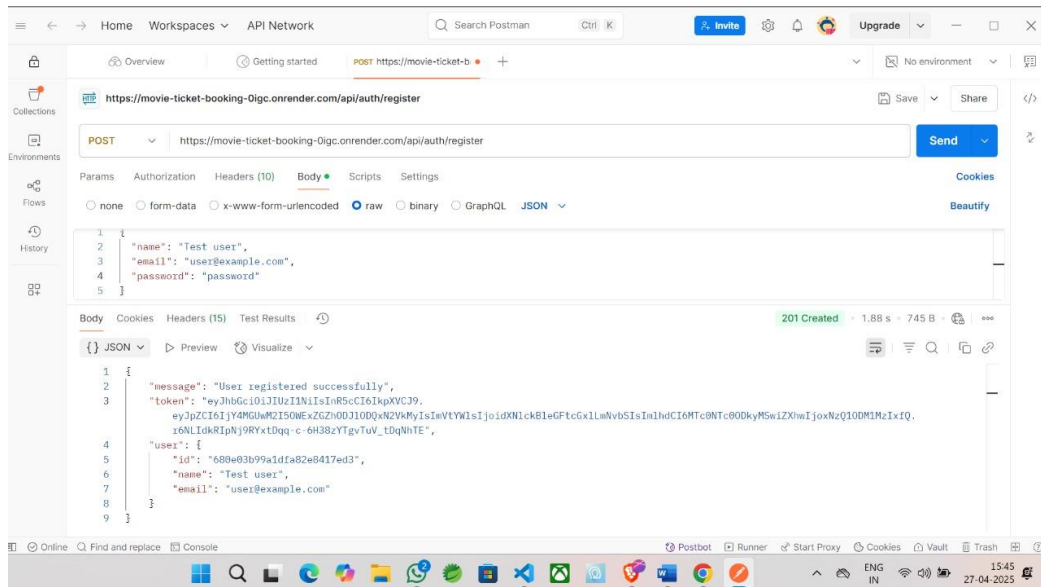 Home Workspaces API Network Search Postman Ctrl K Invite Upgrade
Overview Getting started POST https://movie-ticket-b
No environment
HTTP https://movie-ticket-booking-0igc.onrender.com/api/auth/register Save Share
Collections
POST https://movie-ticket-booking-0igc.onrender.com/api/auth/register Send
Environments
Params Authorization Headers (10) Body Scripts Settings Cookies
Flows
none form-data x-www-form-urlencoded raw binary GraphQL JSON Beautify
History
1 {
2 "name": "Test user",
3 "email": "user@example.com",
4 "password": "password"
5 }
Body Cookies Headers (15) Test Results 201 Created 1.88 s 745 B
{} JSON Preview Visualize
1 {
2 "message": "User registered successfully",
3 "token": "eyJhbGciOiJIUzI1NiIsInR5cCI6IkpXVCJ9.
4 "user": {
5 "id": "680e03b99a1dfa82e8417ed3",
6 "name": "Test user",
7 "email": "user@example.com"
8 }
9 }
Online Find and replace Console Postbot Runner Start Proxy Cookies Vault Trash
ENG
IN
15:45
27-04-2025